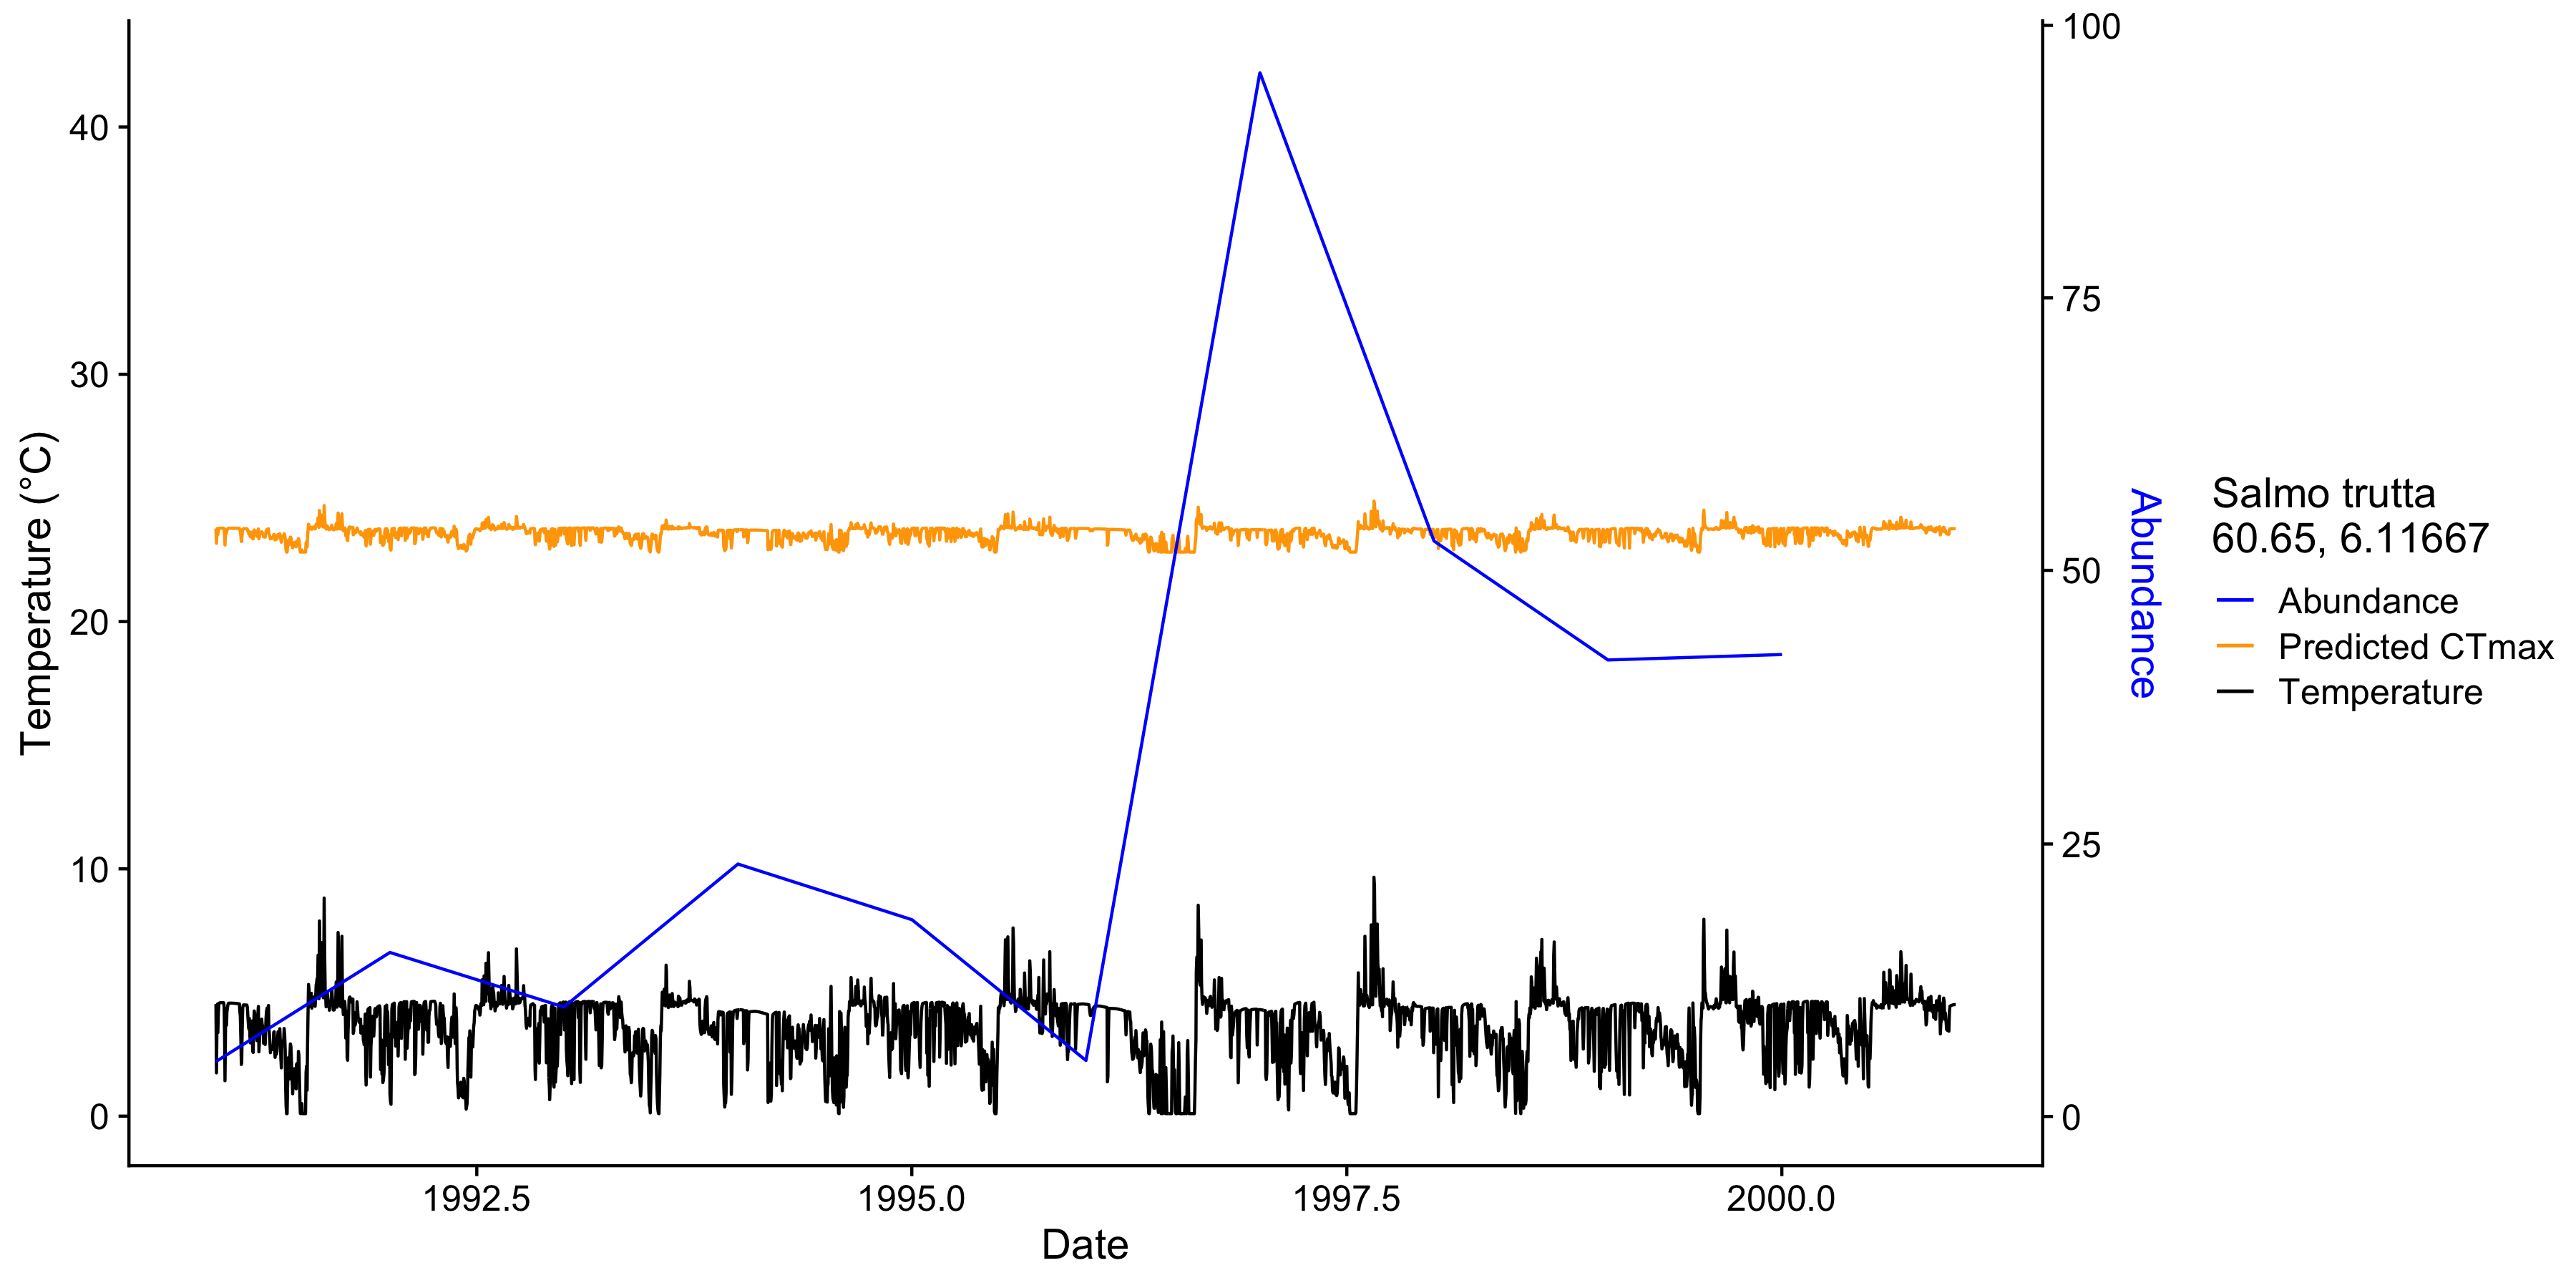 Temperature (°C)
40
30
20
10
0
1992.5
1995.0
1997.5
2000.0
Date
100
75
50
25
0
Abundance
Salmo trutta
60.65, 6.11667
Abundance
Predicted CTmax
Temperature